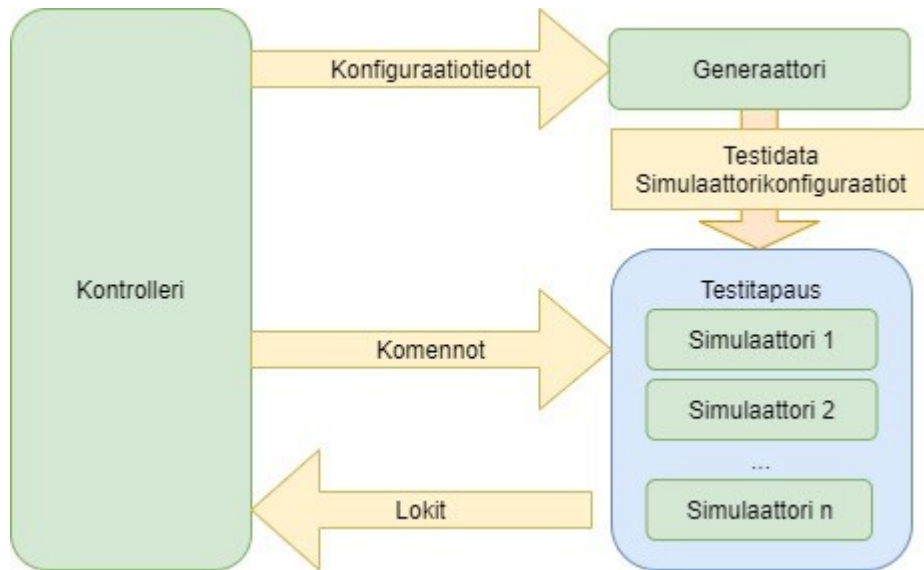 Konfiguraatiotiedot
Generaattori
Testidata
Simulaattorikonfiguraatiot
Kontrolleri
Testitapaus
Simulaattori 1
Komennot
Simulaattori 2
...
Lokit
Simulaattori n